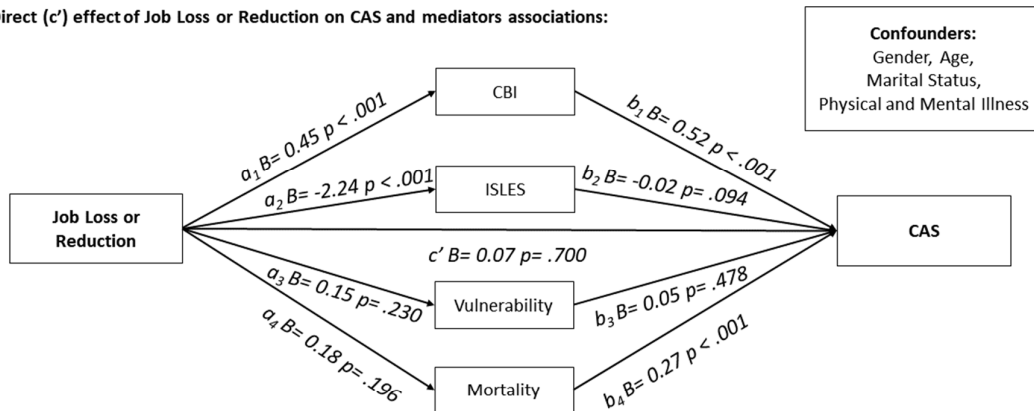 Direct (c') effect of Job Loss or Reduction on CAS and mediators associations:
Confounders:
Gender, Age,
Marital Status,
Physical and Mental Illness
CBI
a₁ B= 0.45 p < .001
b₁ B= 0.52 p < .001
ISLES
a₂ B= -2.24 p < .001
b₂ B= -0.02 p= .094
Job Loss or
Reduction
CAS
c' B= 0.07 p= .700
a₃ B= 0.15 p= .230
Vulnerability
b₃ B= 0.05 p= .478
a₄ B= 0.18 p= .196
Mortality
b₄ B= 0.27 p < .001